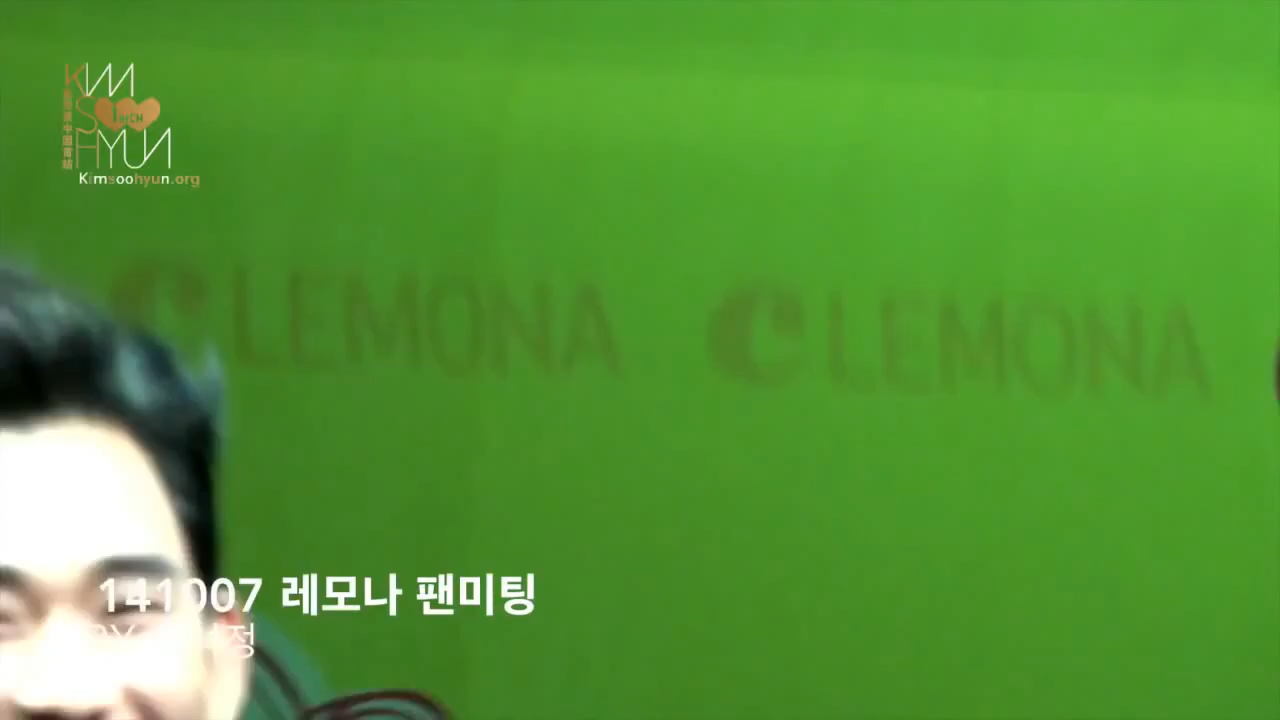 KIM
SOO
HYUN
Kimsoohyun.org
LEMONA
LEMONA
141007 레모나 팬미팅